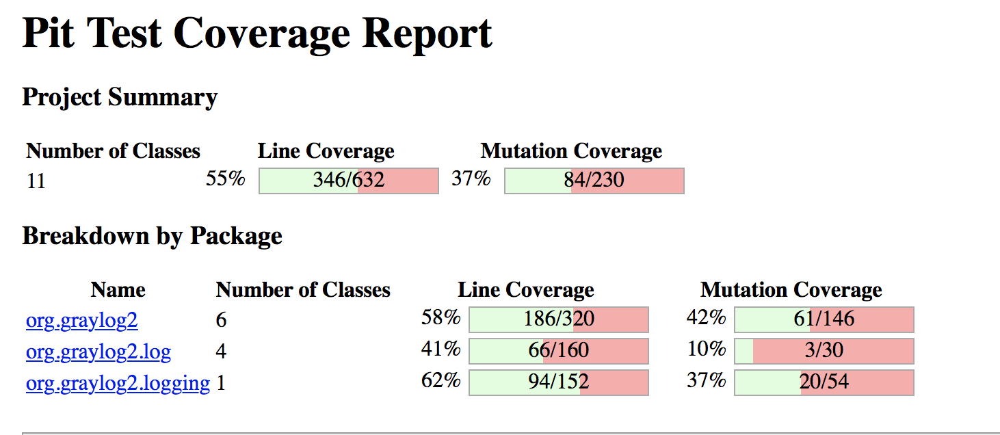 Pit Test Coverage Report
Project Summary
Number of Classes Line Coverage Mutation Coverage
11 55% 346/632 37% 84/230
Breakdown by Package
Name Number of Classes Line Coverage Mutation Coverage
org.graylog2 6 58% 186/320 42% 61/146
org.graylog2.log 4 41% 66/160 10% 3/30
org.graylog2.logging 1 62% 94/152 37% 20/54